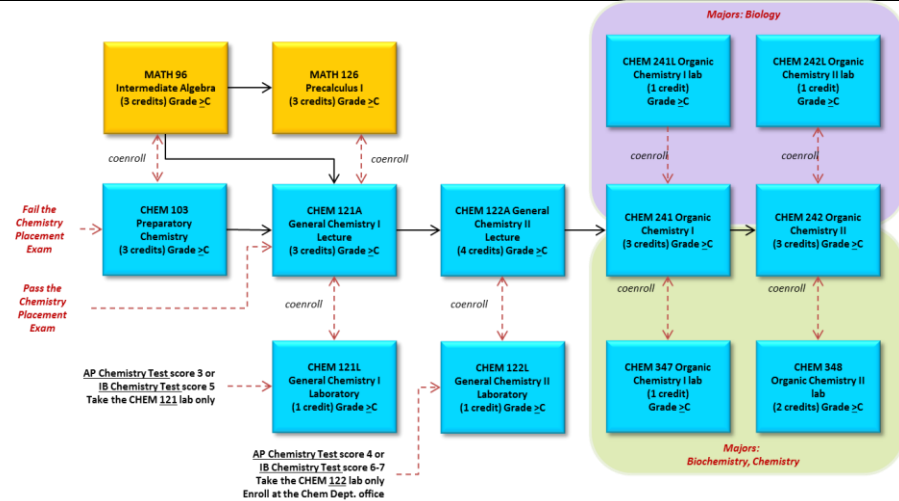 Majors: Biology
MATH 96
Intermediate Algebra
(3 credits) Grade ≥C
MATH 126
Precalculus I
(3 credits) Grade ≥C
CHEM 241L Organic
Chemistry I lab
(1 credit)
Grade ≥C
CHEM 242L Organic
Chemistry II lab
(1 credit)
Grade ≥C
coenroll
coenroll
coenroll
coenroll
Fail the
Chemistry
Placement
Exam
CHEM 103
Preparatory
Chemistry
(3 credits) Grade ≥C
CHEM 121A
General Chemistry I
Lecture
(3 credits) Grade ≥C
CHEM 122A General
Chemistry II
Lecture
(4 credits) Grade ≥C
CHEM 241 Organic
Chemistry I
(3 credits) Grade ≥C
CHEM 242 Organic
Chemistry II
(3 credits) Grade ≥C
Pass the
Chemistry
Placement
Exam
coenroll
coenroll
coenroll
coenroll
AP Chemistry Test score 3 or
IB Chemistry Test score 5
Take the CHEM 121 lab only
CHEM 121L
General Chemistry I
Laboratory
(1 credit) Grade ≥C
CHEM 122L
General Chemistry II
Laboratory
(1 credit) Grade ≥C
CHEM 347 Organic
Chemistry I lab
(1 credit)
Grade ≥C
CHEM 348
Organic Chemistry II
lab
(2 credits) Grade ≥C
AP Chemistry Test score 4 or
IB Chemistry Test score 6-7
Take the CHEM 122 lab only
Enroll at the Chem Dept. office
Majors:
Biochemistry, Chemistry